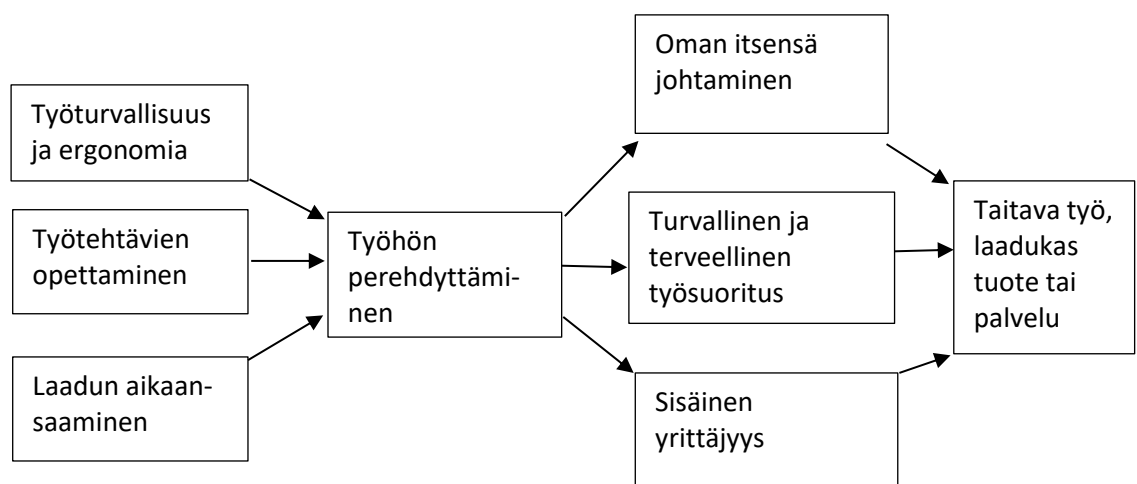 Työturvallisuus
ja ergonomia
Työtehtävien
opettaminen
Laadun aikaan-
saaminen
Työhön
perehdyttämi-
nen
Oman itsensä
johtaminen
Turvallinen ja
terveellinen
työsuoritus
Sisäinen
yrittäjyys
Taitava työ,
laadukas
tuote tai
palvelu